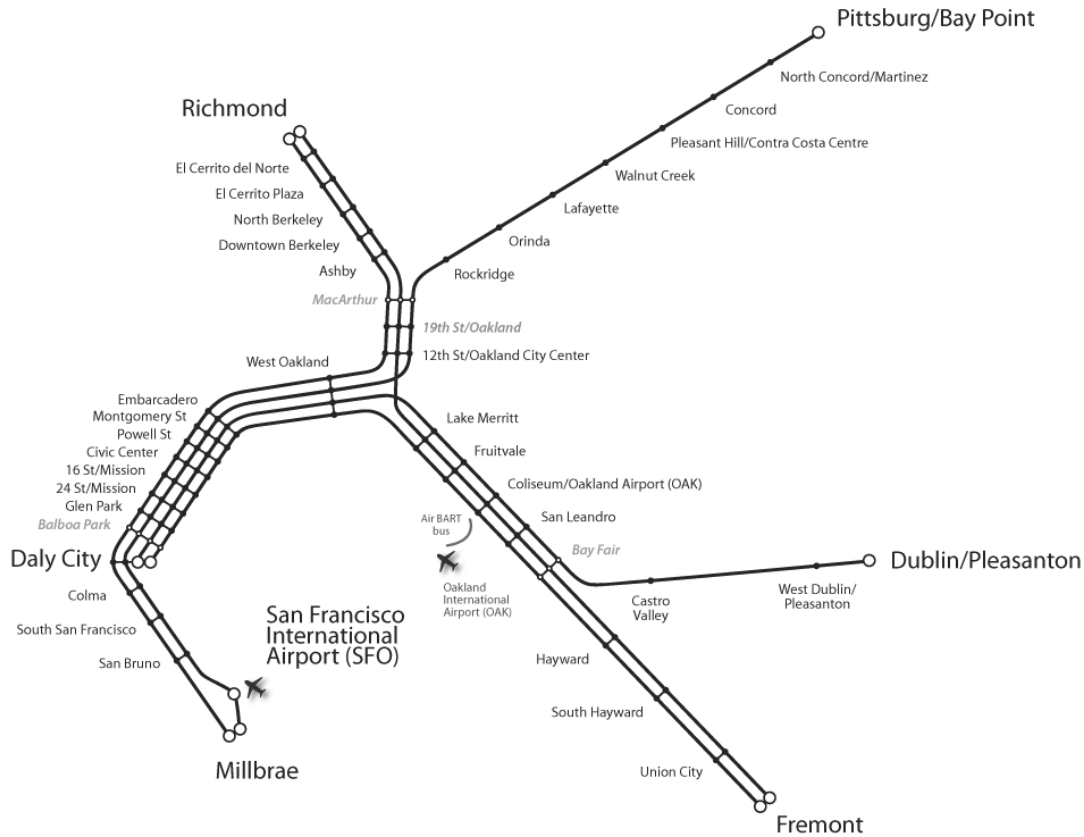 Pittsburg/Bay Point
North Concord/Martinez
Concord
Pleasant Hill/Contra Costa Centre
Walnut Creek
Lafayette
Orinda
Rockridge
Richmond
El Cerrito del Norte
El Cerrito Plaza
North Berkeley
Downtown Berkeley
Ashby
MacArthur
19th St/Oakland
12th St/Oakland City Center
West Oakland
Embarcadero
Montgomery St
Powell St
Civic Center
16 St/Mission
24 St/Mission
Glen Park
Balboa Park
Daly City
Colma
South San Francisco
San Bruno
San Francisco
International
Airport (SFO)
Millbrae
Lake Merritt
Fruitvale
Coliseum/Oakland Airport (OAK)
San Leandro
Air BART
bus
Oakland
International
Airport (OAK)
Bay Fair
Castro
Valley
West Dublin/
Pleasanton
Dublin/Pleasanton
Hayward
South Hayward
Union City
Fremont